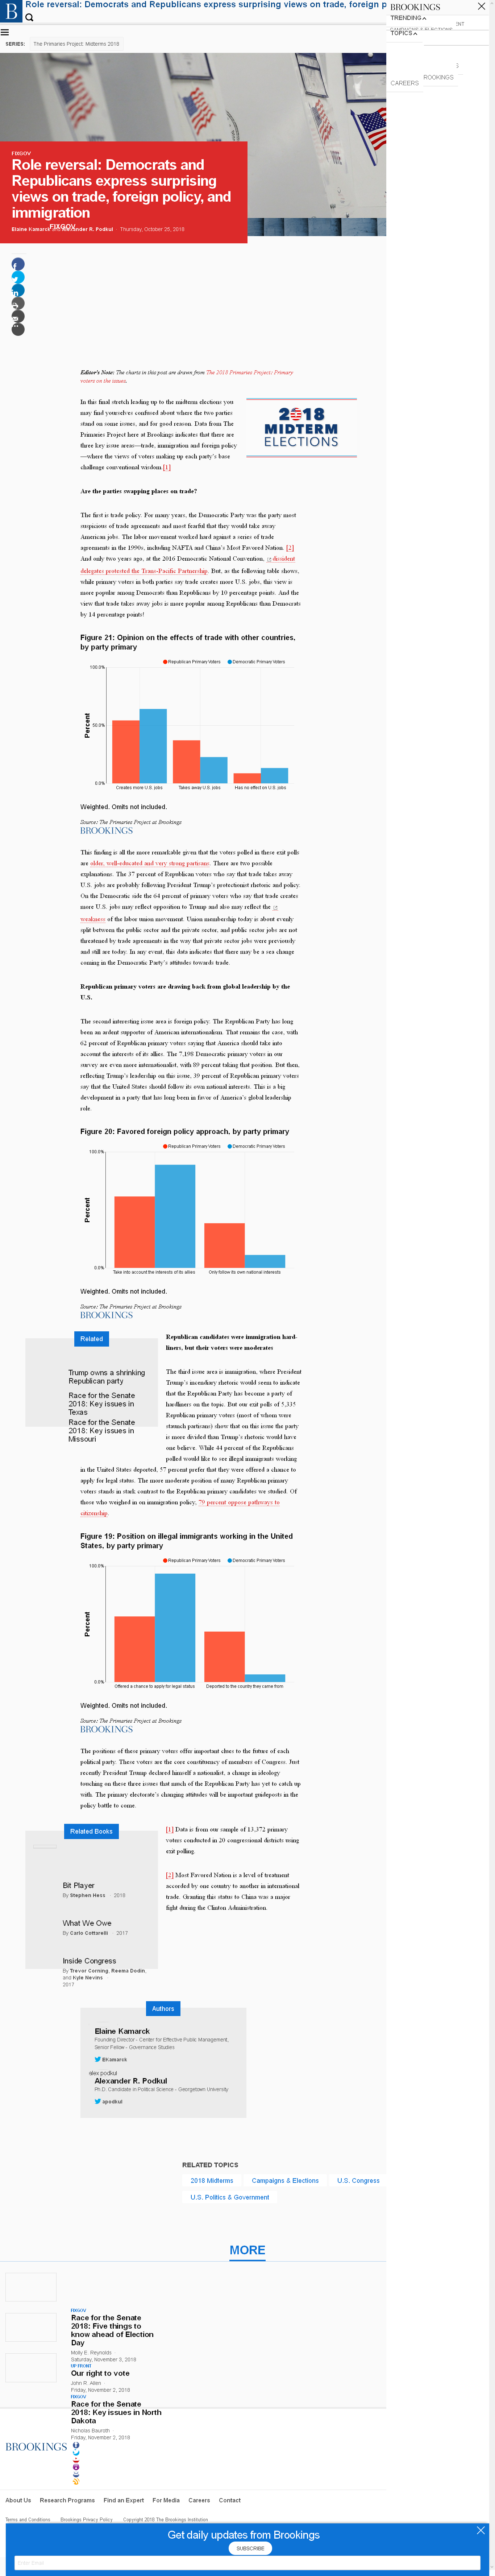 Role reversal: Democrats and Republicans express surprising views on trade, foreign p
B
SERIES:
The Primaries Project: Midterms 2018
BROOKINGS
TRENDING
TOPICS
ROOKINGS
CAREERS
FIXGOV
Role reversal: Democrats and
Republicans express surprising
views on trade, foreign policy, and
immigration
FIXGOV
Elaine Kamarck and Alexander R. Podkul · Thursday, October 25, 2018
Editor's Note: The charts in this post are drawn from The 2018 Primaries Project: Primary
voters on the issues.
In this final stretch leading up to the midterm elections you
may find yourselves confused about where the two parties
stand on some issues, and for good reason. Data from The
Primaries Project here at Brookings indicates that there are
three key issue areas—trade, immigration and foreign policy
—where the views of voters making up each party's base
challenge conventional wisdom.[1]
2018
MIDTERM
ELECTIONS
Are the parties swapping places on trade?
The first is trade policy. For many years, the Democratic Party was the party most
suspicious of trade agreements and most fearful that they would take away
American jobs. The labor movement worked hard against a series of trade
agreements in the 1990s, including NAFTA and China's Most Favored Nation. [2]
And only two years ago, at the 2016 Democratic National Convention, dissident
delegates protested the Trans-Pacific Partnership. But, as the following table shows,
while primary voters in both parties say trade creates more U.S. jobs, this view is
more popular among Democrats than Republicans by 10 percentage points. And the
view that trade takes away jobs is more popular among Republicans than Democrats
by 14 percentage points!
Figure 21: Opinion on the effects of trade with other countries,
by party primary
Republican Primary Voters
Democratic Primary Voters
100.0%
50.0%
0.0%
Percent
Creates more U.S. jobs
Takes away U.S. jobs
Has no effect on U.S. jobs
Weighted. Omits not included.
Source: The Primaries Project at Brookings
BROOKINGS
This finding is all the more remarkable given that the voters polled in these exit polls
are older, well-educated and very strong partisans. There are two possible
explanations. The 37 percent of Republican voters who say that trade takes away
U.S. jobs are probably following President Trump's protectionist rhetoric and policy.
On the Democratic side the 64 percent of primary voters who say that trade creates
more U.S. jobs may reflect opposition to Trump and also may reflect the
weakness of the labor union movement. Union membership today is about evenly
split between the public sector and the private sector, and public sector jobs are not
threatened by trade agreements in the way that private sector jobs were previously
and still are today. In any event, this data indicates that there may be a sea change
coming in the Democratic Party's attitudes towards trade.
Republican primary voters are drawing back from global leadership by the
U.S.
The second interesting issue area is foreign policy. The Republican Party has long
been an ardent supporter of American internationalism. That remains the case, with
62 percent of Republican primary voters saying that America should take into
account the interests of its allies. The 7,198 Democratic primary voters in our
survey are even more internationalist, with 89 percent taking that position. But then,
reflecting Trump's leadership on this issue, 39 percent of Republican primary voters
say that the United States should follow its own national interests. This is a big
development in a party that has long been in favor of America's global leadership
role.
Figure 20: Favored foreign policy approach, by party primary
Republican Primary Voters
Democratic Primary Voters
100.0%
0.0%
Percent
Take into account the interests of its allies
Only follow its own national interests
Weighted. Omits not included.
Source: The Primaries Project at Brookings
BROOKINGS
Related
Trump owns a shrinking
Republican party
Race for the Senate
2018: Key issues in
Texas
Race for the Senate
2018: Key issues in
Missouri
Republican candidates were immigration hard-
liners, but their voters were moderates
The third issue area is immigration, where President
Trump's incendiary rhetoric would seem to indicate
that the Republican Party has become a party of
hardliners on the topic. But our exit polls of 5,335
Republican primary voters (most of whom were
staunch partisans) show that on this issue the party
is more divided than Trump's rhetoric would have
one believe. While 44 percent of the Republicans
polled would like to see illegal immigrants working
in the United States deported, 57 percent prefer that they were offered a chance to
apply for legal status. The more moderate position of many Republican primary
voters stands in stark contrast to the Republican primary candidates we studied. Of
those who weighed in on immigration policy, 79 percent oppose pathways to
citizenship.
Figure 19: Position on illegal immigrants working in the United
States, by party primary
Republican Primary Voters
Democratic Primary Voters
100.0%
0.0%
Percent
Offered a chance to apply for legal status
Deported to the country they came from
Weighted. Omits not included.
Source: The Primaries Project at Brookings
BROOKINGS
The positions of these primary voters offer important clues to the future of each
political party. These voters are the core constituency of members of Congress. Just
recently President Trump declared himself a nationalist, a change in ideology
touching on these three issues that much of the Republican Party has yet to catch up
with. The primary electorate's changing attitudes will be important guideposts in the
policy battle to come.
Related Books
Bit Player
By Stephen Hess · 2018
What We Owe
By Carlo Cottarelli · 2017
Inside Congress
By Trevor Corning, Reema Dodin,
and Kyle Nevins
2017
[1] Data is from our sample of 13,372 primary
voters conducted in 20 congressional districts using
exit polling.
[2] Most Favored Nation is a level of treatment
accorded by one country to another in international
trade. Granting this status to China was a major
fight during the Clinton Administration.
Authors
Elaine Kamarck
Founding Director - Center for Effective Public Management,
Senior Fellow - Governance Studies
EKamarck
alex podkul
Alexander R. Podkul
Ph.D. Candidate in Political Science - Georgetown University
apodkul
RELATED TOPICS
2018 Midterms
Campaigns & Elections
U.S. Congress
U.S. Politics & Government
MORE
FIXGOV
Race for the Senate
2018: Five things to
know ahead of Election
Day
Molly E. Reynolds
Saturday, November 3, 2018
UP FRONT
Our right to vote
John R. Allen
Friday, November 2, 2018
FIXGOV
Race for the Senate
2018: Key issues in North
Dakota
Nicholas Bauroth
Friday, November 2, 2018
BROOKINGS
About Us
Research Programs
Find an Expert
For Media
Careers
Contact
Terms and Conditions
Brookings Privacy Policy
Copyright 2018 The Brookings Institution
Get daily updates from Brookings
SUBSCRIBE
Enter Email